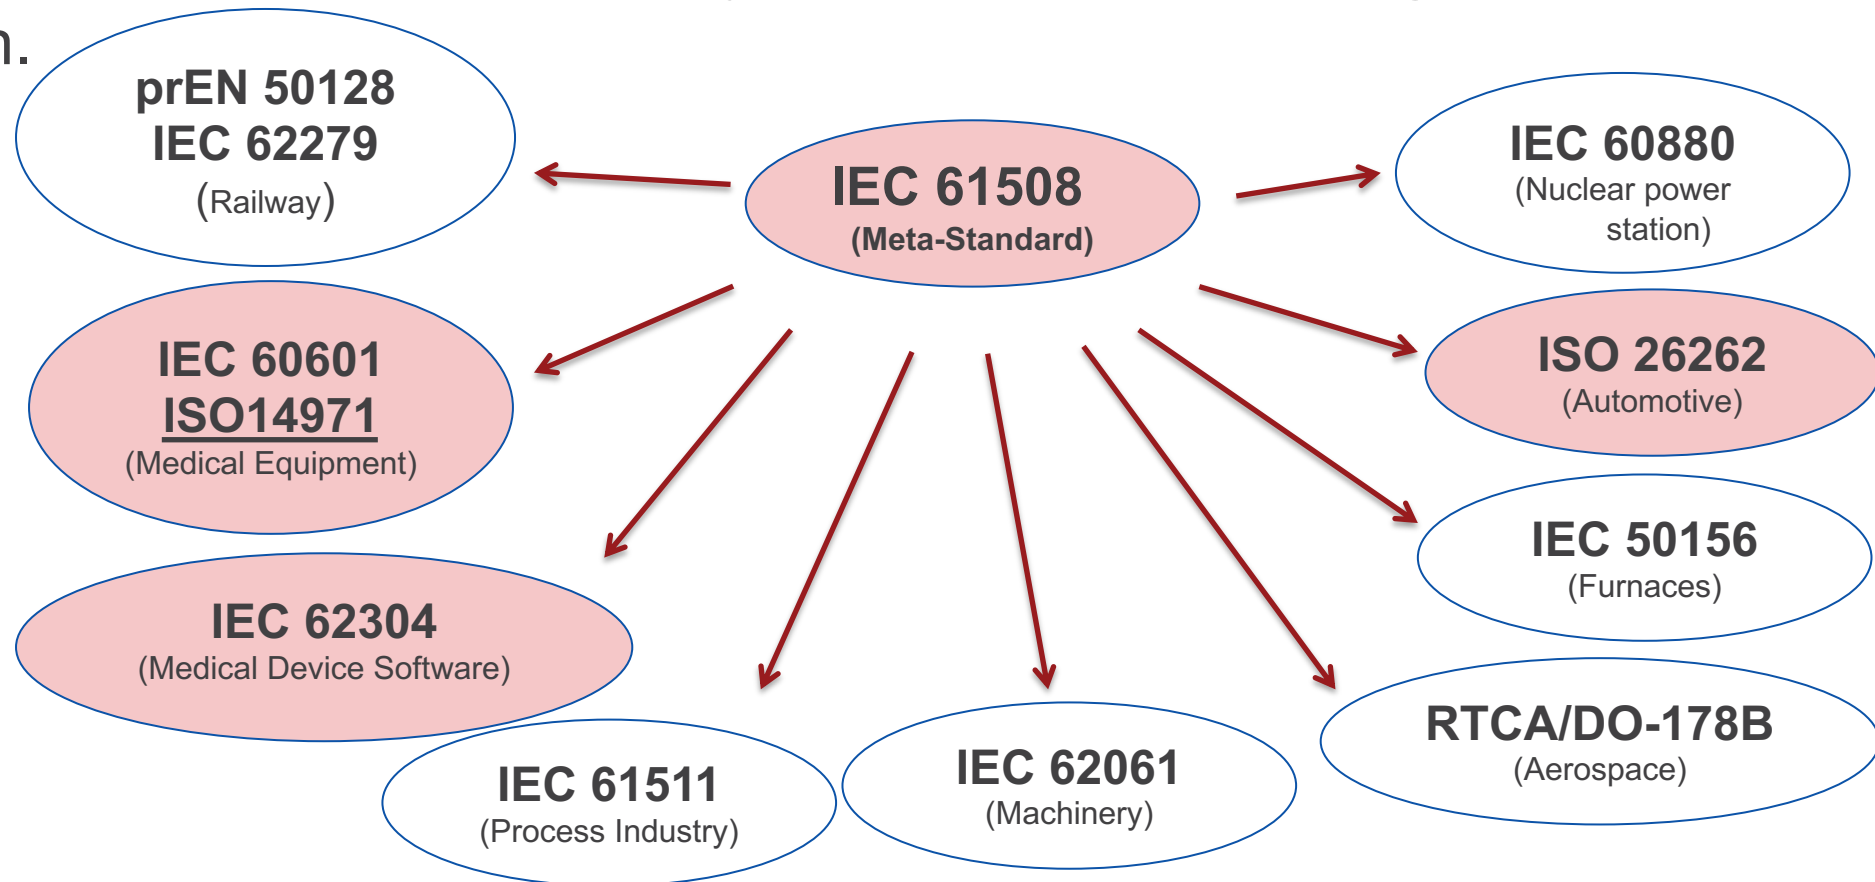 n.
prEN 50128
IEC 62279
(Railway)
IEC 61508
(Meta-Standard)
IEC 60880
(Nuclear power
station)
IEC 60601
ISO14971
(Medical Equipment)
ISO 26262
(Automotive)
IEC 62304
(Medical Device Software)
IEC 50156
(Furnaces)
IEC 61511
(Process Industry)
IEC 62061
(Machinery)
RTCA/DO-178B
(Aerospace)